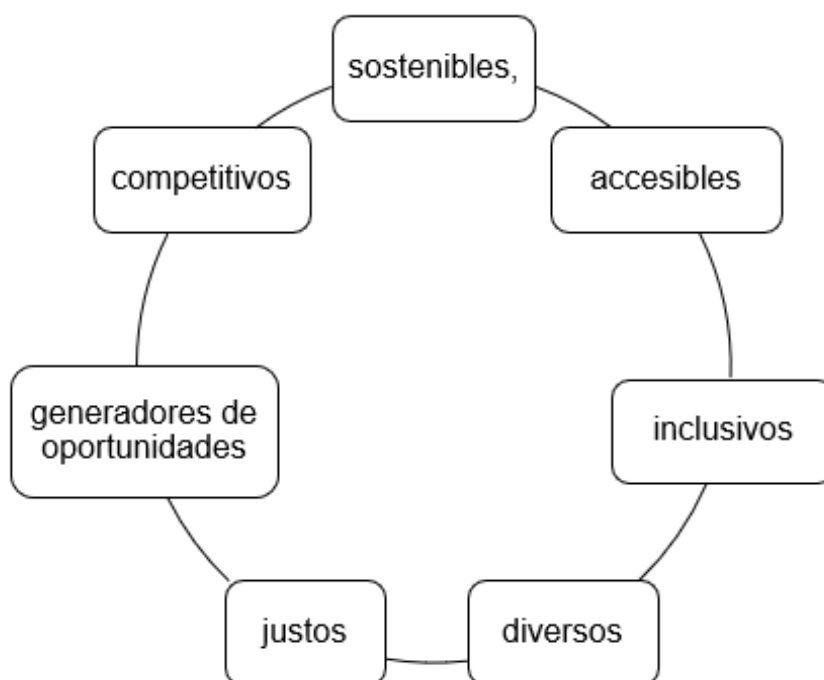 sostenibles,
accesibles
inclusivos
diversos
justos
generadores de
oportunidades
competitivos